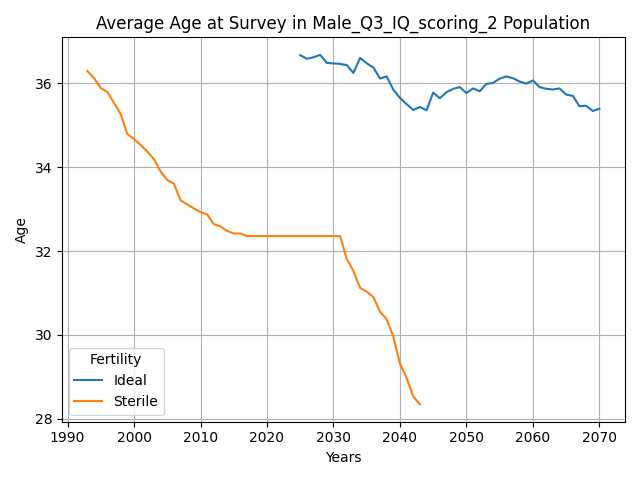 Average Age at Survey in Male_Q3_IQ_scoring_2 Population
Age
36
34
32
30
28
Fertility
Ideal
Sterile
1990 2000 2010 2020 2030 2040 2050 2060 2070
Years